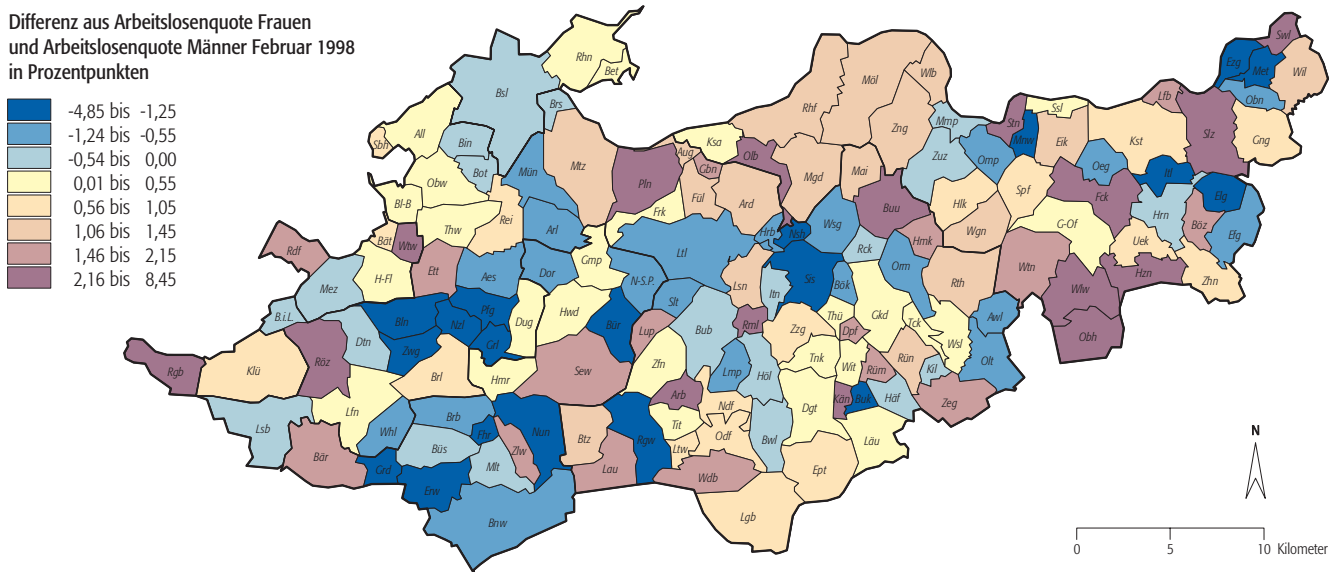 Differenz aus Arbeitslosenquote Frauen
und Arbeitslosenquote Männer Februar 1998
in Prozentpunkten
-4,85 bis -1,25
-1,24 bis -0,55
-0,54 bis 0,00
0,01 bis 0,55
0,56 bis 1,05
1,06 bis 1,45
1,46 bis 2,15
2,16 bis 8,45
Rhn
Bet
Bsl
Brs
All
Sbh
Bin
Bot
Obw
Bl-B
Thw
Rei
Mün
Mtz
Arl
Bät
Wtw
Ett
Rdf
Mez
H-Fl
Aes
Dor
Gmp
B.i.L.
Dtn
Bln
Nzl
Pfg
Grf
Zwg
Dug
Hwd
Bür
Rgb
Klü
Röz
Brl
Hmr
Sew
Lfn
Lsb
Bär
Whl
Brb
Büs
Fhr
Mlt
Zlw
Nun
Grd
Erw
Bnw
Btz
Lau
Rgw
Pln
Ksa
Aug
Gbn
Olb
Fül
Ard
Frk
Ltl
Hrb
Nsh
N-S.P.
Slt
Lup
Zfn
Bub
Lsn
Itn
Sis
Rml
Arb
Tit
Ltw
Lmp
Ndf
Odf
Wdb
Höl
Bwl
Lgb
Ept
Zzg
Tnk
Dgt
Läu
Rhf
Möl
Wlb
Zng
Mgd
Mai
Wsg
Rck
Bök
Buu
Hmk
Orm
Thü
Dpf
Gkd
Wit
Rüm
Kän
Buk
Häf
Kil
Rün
Tck
Wsl
Zeg
Mmp
Zuz
Omp
Hlk
Wgn
Rth
Awl
Olt
Stn
Mnw
Ssl
Eik
Spf
Oeg
Kst
Lfb
Slz
Fck
Itl
G-Of
Wtn
Wlw
Obh
Hzn
Uek
Hrn
Böz
Elg
Efg
Zhn
Ezg
Met
Swl
Wil
Obn
Gng
N
0 5 10 Kilometer